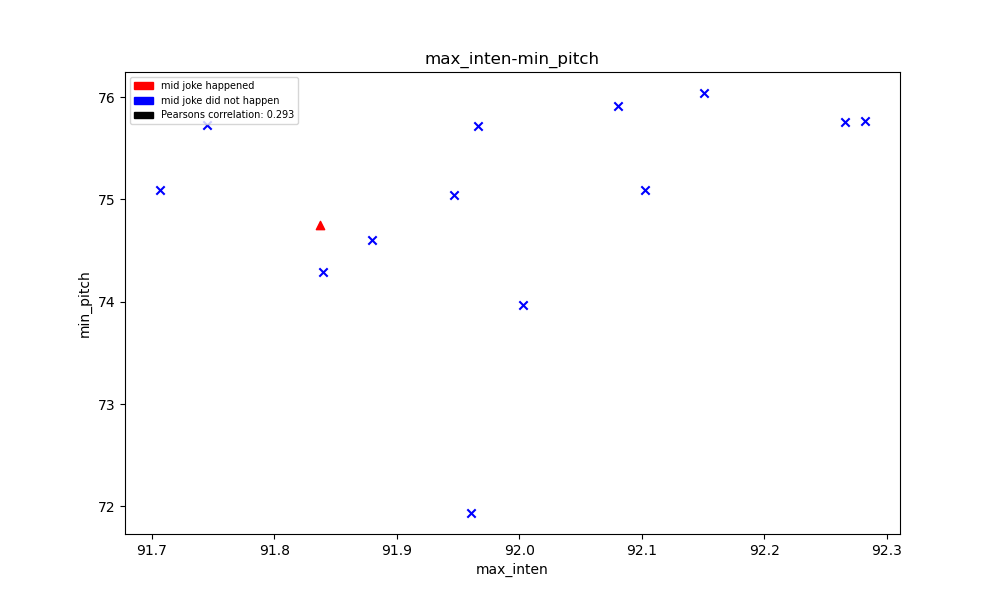 max_inten-min_pitch
mid joke happened
mid joke did not happen
Pearsons correlation: 0.293
76
75
74
73
72
min_pitch
91.7 91.8 91.9 92.0 92.1 92.2 92.3
max_inten